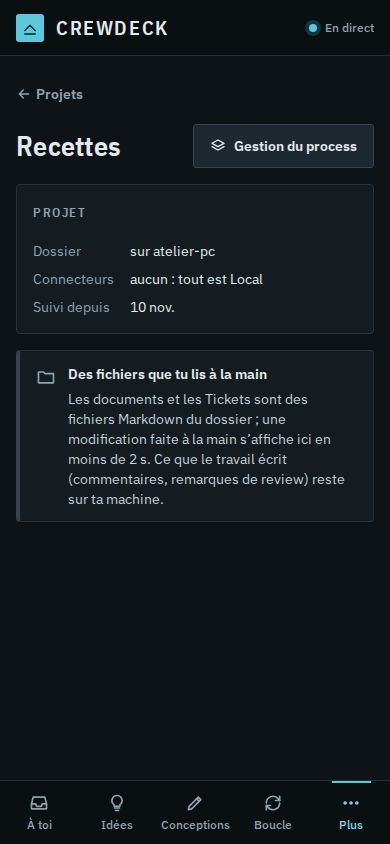 CREWDECK
En direct
← Projets
Recettes
Gestion du process
PROJET
Dossier sur atelier-pc
Connecteurs aucun : tout est Local
Suivi depuis 10 nov.
Des fichiers que tu lis à la main
Les documents et les Tickets sont des
fichiers Markdown du dossier ; une
modification faite à la main s’affiche ici en
moins de 2 s. Ce que le travail écrit
(commentaires, remarques de review) reste
sur ta machine.
À toi
Idées
Conceptions
Boucle
Plus